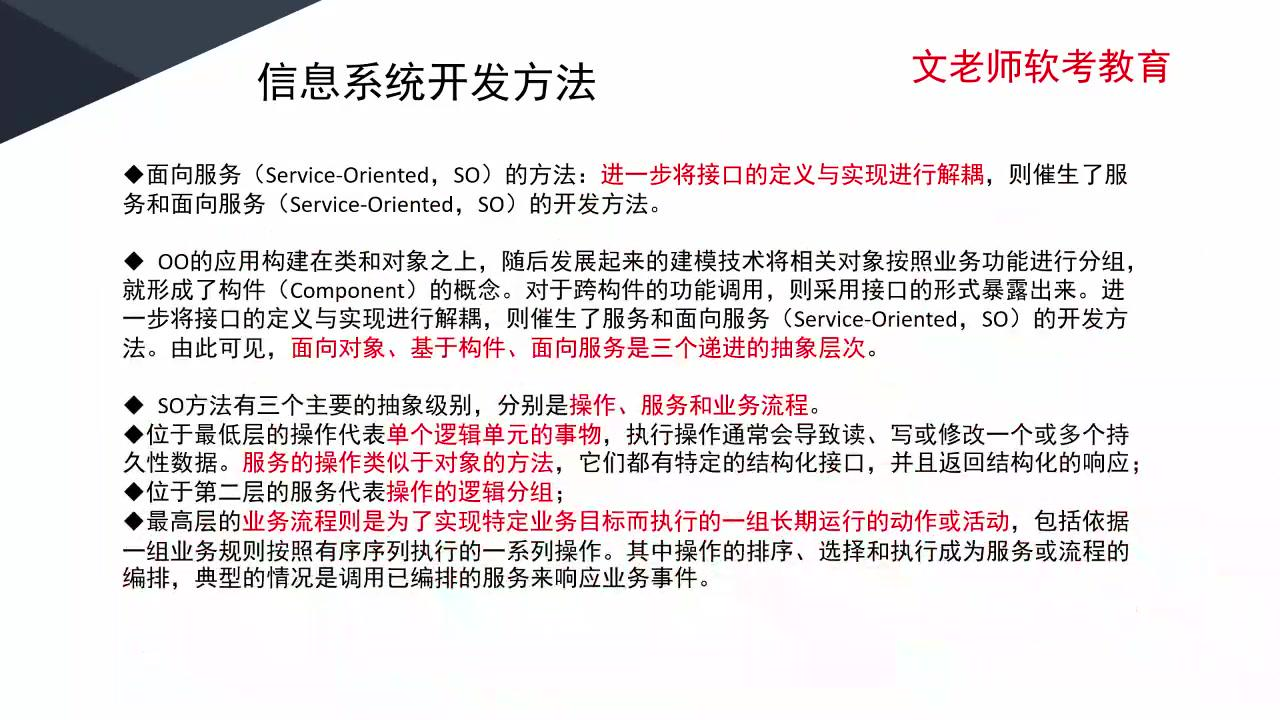 信息系统开发方法
文老师软考教育
◆面向服务（Service-Oriented，SO）的方法：进一步将接口的定义与实现进行解耦，则催生了服
务和面向服务（Service-Oriented，SO）的开发方法。
◆ OO的应用构建在类和对象之上，随后发展起来的建模技术将相关对象按照业务功能进行分组，
就形成了构件（Component）的概念。对于跨构件的功能调用，则采用接口的形式暴露出来。进
一步将接口的定义与实现进行解耦，则催生了服务和面向服务（Service-Oriented，SO）的开发方
法。由此可见，面向对象、基于构件、面向服务是三个递进的抽象层次。
◆ SO方法有三个主要的抽象级别，分别是操作、服务和业务流程。
◆位于最低层的操作代表单个逻辑单元的事物，执行操作通常会导致读、写或修改一个或多个持
久性数据。服务的操作类似于对象的方法，它们都有特定的结构化接口，并且返回结构化的响应；
◆位于第二层的服务代表操作的逻辑分组；
◆最高层的业务流程则是为了实现特定业务目标而执行的一组长期运行的动作或活动，包括依据
一组业务规则按照有序序列执行的一系列操作。其中操作的排序、选择和执行成为服务或流程的
编排，典型的情况是调用已编排的服务来响应业务事件。